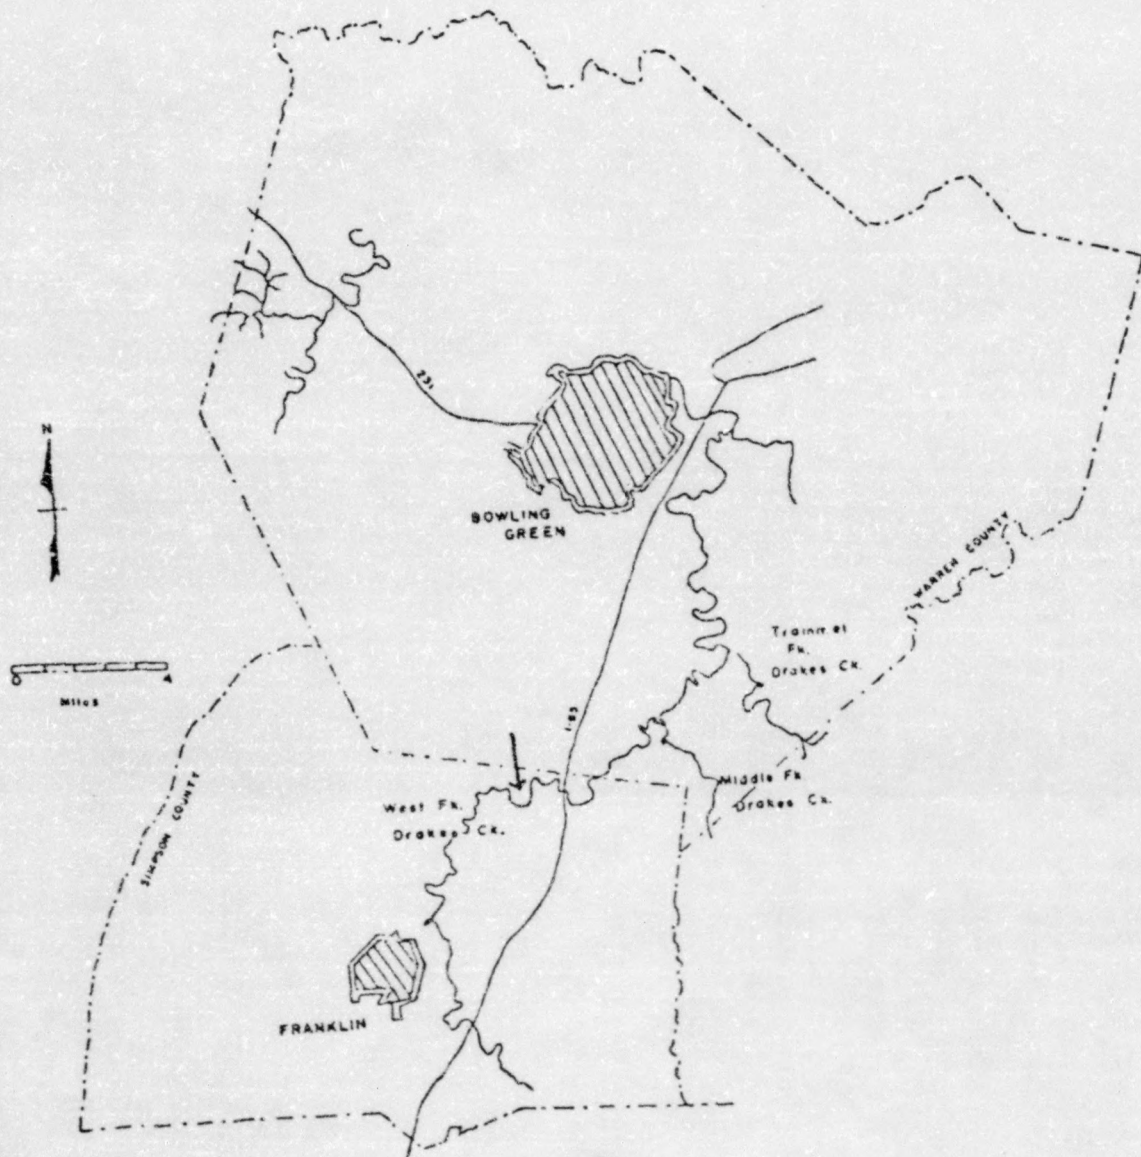 231
N
BOWLING
GREEN
WARREN COUNTY
Fk.
Drakes Ck.
0
Miles
I-65
SIMPSON COUNTY
West Fk.
Drakes Ck.
Middle Fk
Drakes Ck.
FRANKLIN